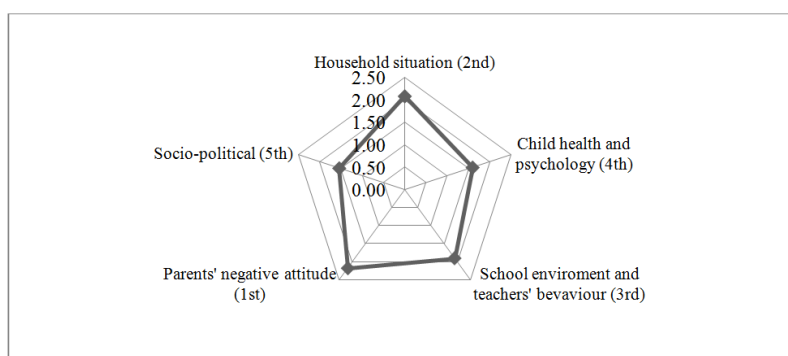 Household situation (2nd)
2.50
2.00
1.50
1.00
0.50
0.00
Child health and
psychology (4th)
Socio-political (5th)
Parents' negative attitude
(1st)
School enviroment and
teachers' bevaviour (3rd)